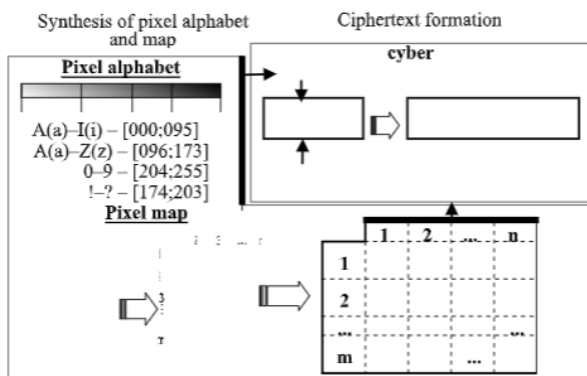 Synthesis of pixel alphabet
and map
Ciphertext formation
Pixel alphabet
A(a)–I(i) – [000;095]
A(a)–Z(z) – [096;173]
0–9 – [204;255]
!–? – [174;203]
Pixel map
cyber
3
1 2 ... n
1
2
... ...
m ...